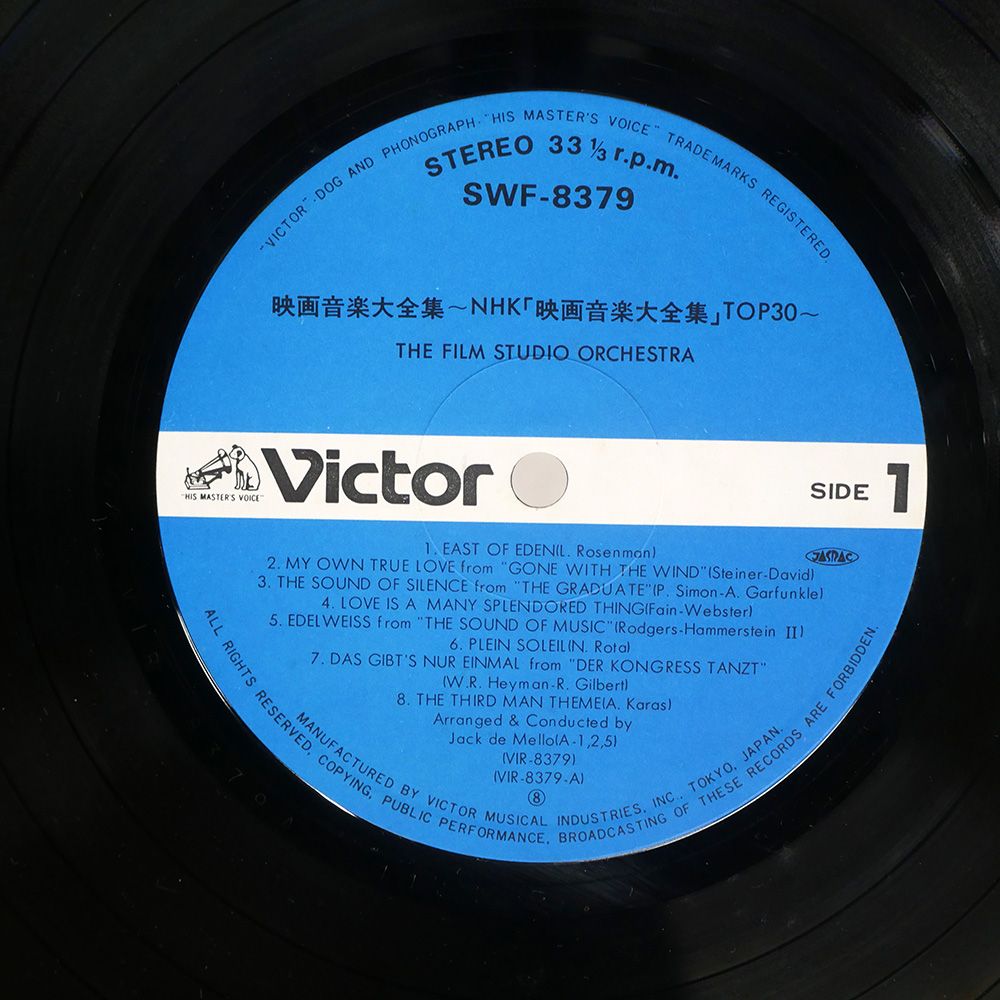 "VICTOR"·DOG AND PHONOGRAPH·"HIS MASTER'S VOICE" TRADEMARKS REGISTERED.
STEREO 33 ⅓ r.p.m.
SWF-8379
映画音楽大全集〜NHK「映画音楽大全集」TOP30〜
THE FILM STUDIO ORCHESTRA
"HIS MASTER'S VOICE"
Victor
SIDE 1
JASRAC
1. EAST OF EDEN(L. Rosenman)
2. MY OWN TRUE LOVE from "GONE WITH THE WIND"(Steiner-David)
3. THE SOUND OF SILENCE from "THE GRADUATE"(P. Simon-A. Garfunkle)
4. LOVE IS A MANY SPLENDORED THING(Fain-Webster)
5. EDELWEISS from "THE SOUND OF MUSIC"(Rodgers-Hammerstein II)
6. PLEIN SOLEIL(N. Rota)
7. DAS GIBT'S NUR EINMAL from "DER KONGRESS TANZT"
(W.R. Heyman-R. Gilbert)
8. THE THIRD MAN THEME(A. Karas)
Arranged & Conducted by
Jack de Mello(A-1,2,5)
(VIR-8379)
(VIR-8379-A)
⑧
MANUFACTURED BY VICTOR MUSICAL INDUSTRIES, INC., TOKYO, JAPAN.
ALL RIGHTS RESERVED. COPYING, PUBLIC PERFORMANCE, BROADCASTING OF THESE RECORDS ARE FORBIDDEN.